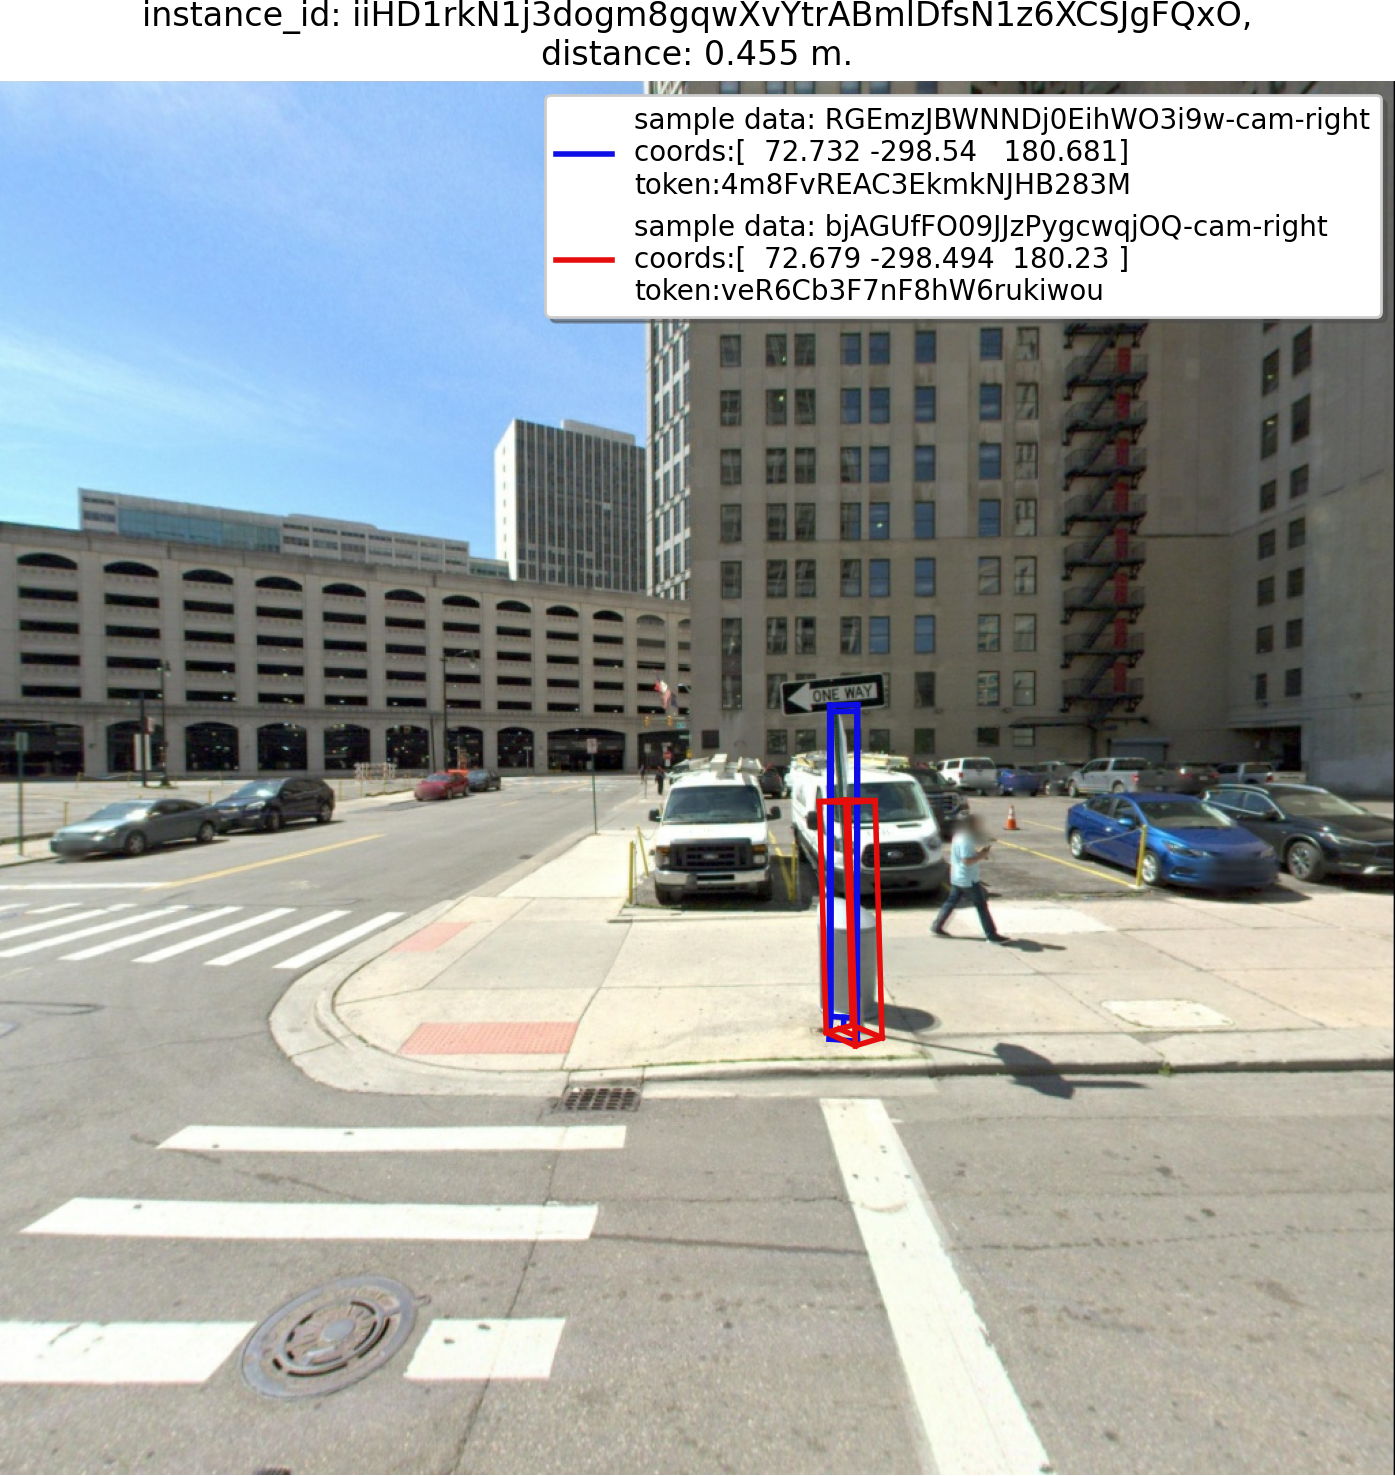 instance_id: iiHD1rkN1j3dogm8gqwXvYtrABmlDfsN1z6XCSJgFQxO,
distance: 0.455 m.
sample data: RGEmzJBWNNDj0EihWO3i9w-cam-right
coords:[  72.732 -298.54   180.681]
token:4m8FvREAC3EkmkNJHB283M
sample data: bjAGUfFO09JJzPygcwqjOQ-cam-right
coords:[  72.679 -298.494  180.23 ]
token:veR6Cb3F7nF8hW6rukiwou
ONE WAY